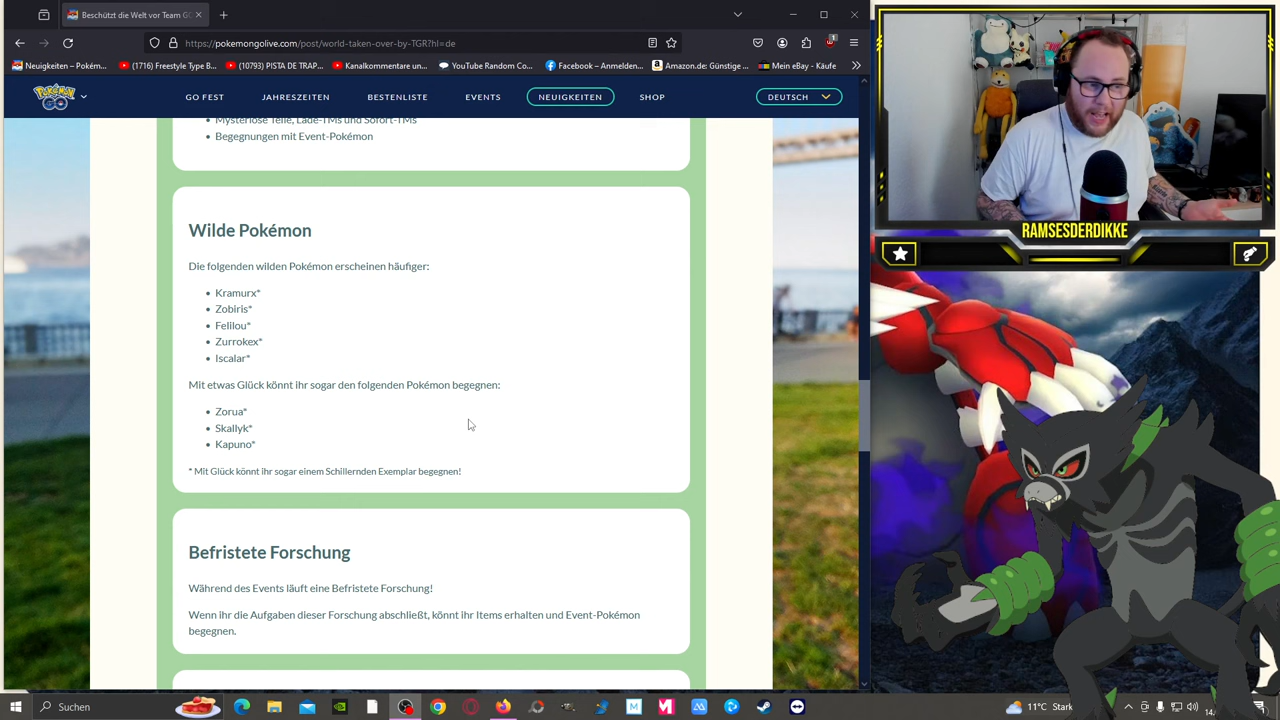 Beschützt die Welt vor Team GO
https://pokemongolive.com/post/world-taken-over-by-TGR?hl=de
Neuigkeiten – Pokém…
(1716) Freestyle Type B…
(10793) PISTA DE TRAP…
Kino Kommentare un…
YouTube Random Co…
Facebook – Anmelden…
Amazon.de: Günstige …
Mein eBay - Käufe
Pokémon GO
GO FEST
JAHRESZEITEN
BESTENLISTE
EVENTS
NEUIGKEITEN
SHOP
DEUTSCH
• Mysteriöse Teile, Lade-TMs und Sofort-TMs
• Begegnungen mit Event-Pokémon
Wilde Pokémon
Die folgenden wilden Pokémon erscheinen häufiger:
• Kramurx*
• Zobiris*
• Felilou*
• Zurrokex*
• Iscalar*
Mit etwas Glück könnt ihr sogar den folgenden Pokémon begegnen:
• Zorua*
• Skallyk*
• Kapuno*
* Mit Glück könnt ihr sogar einem Schillernden Exemplar begegnen!
Befristete Forschung
Während des Events läuft eine Befristete Forschung!
Wenn ihr die Aufgaben dieser Forschung abschließt, könnt ihr Items erhalten und Event-Pokémon
begegnen.
RAMSESDERDIKKE
Suchen
11°C Stark